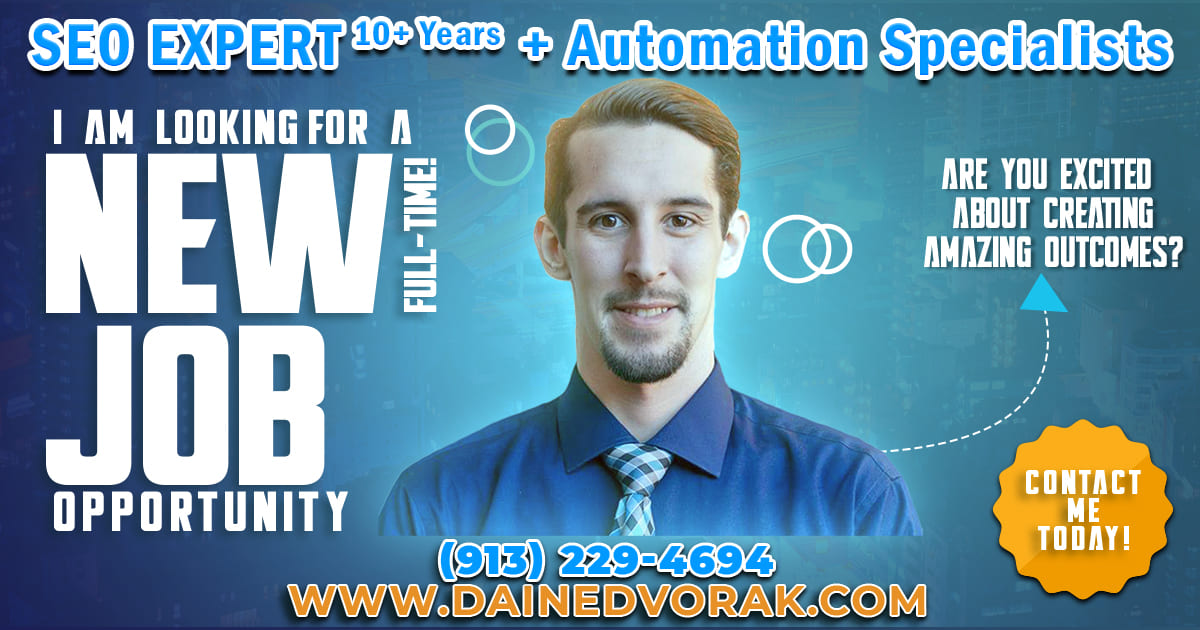 SEO EXPERT 10+ Years + Automation Specialists
I AM LOOKING FOR A
NEW
FULL-TIME!
JOB
OPPORTUNITY
ARE YOU EXCITED
ABOUT CREATING
AMAZING OUTCOMES?
CONTACT
ME
TODAY!
(913) 229-4694
WWW.DAINEDVORAK.COM